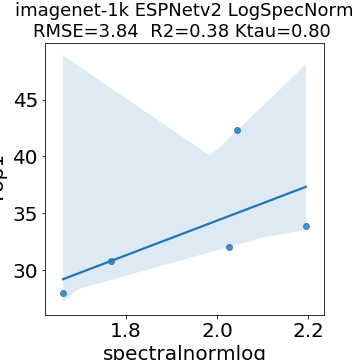 imagenet-1k ESPNetv2 LogSpecNorm
RMSE=3.84 R2=0.38 Ktau=0.80
45
40
35
30
1.8
2.0
2.2
spectralnormlog